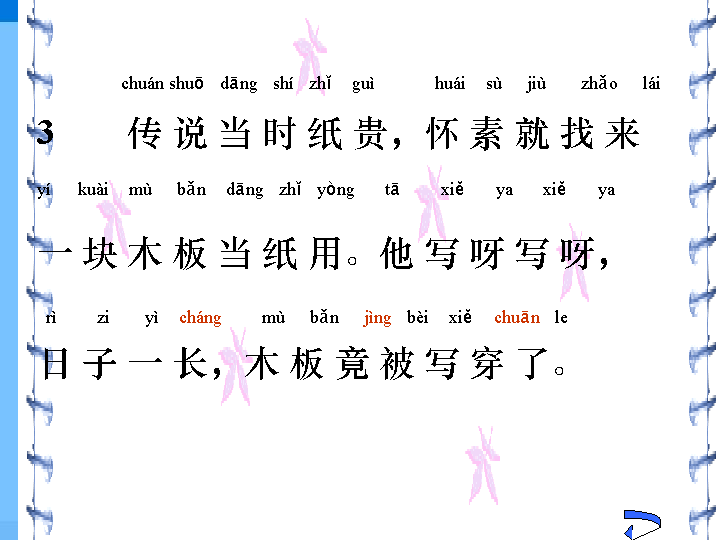 chuán shuō dāng shí zhǐ guì huái sù jiù zhǎo lái
3 传说当时纸贵，怀素就找来
yí kuài mù bǎn dāng zhǐ yòng tā xiě ya xiě ya
一块木板当纸用。他写呀写呀，
rì zi yì cháng mù bǎn jìng bèi xiě chuān le
日子一长，木板竟被写穿了。